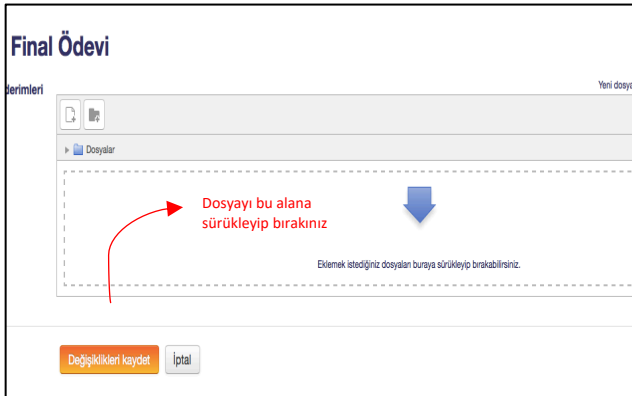 Final Ödevi
derimleri
Yeni dosya
Dosyalar
Dosyayı bu alana
sürükleyip bırakınız
Eklemek istediğiniz dosyaları buraya sürükleyip bırakabilirsiniz.
Değişiklikleri kaydet
İptal